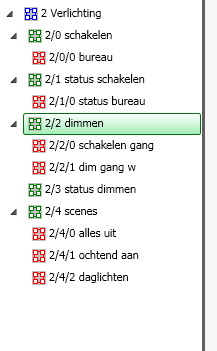 2 Verlichting
2/0 schakelen
2/0/0 bureau
2/1 status schakelen
2/1/0 status bureau
2/2 dimmen
2/2/0 schakelen gang
2/2/1 dim gang w
2/3 status dimmen
2/4 scenes
2/4/0 alles uit
2/4/1 ochtend aan
2/4/2 daglichten